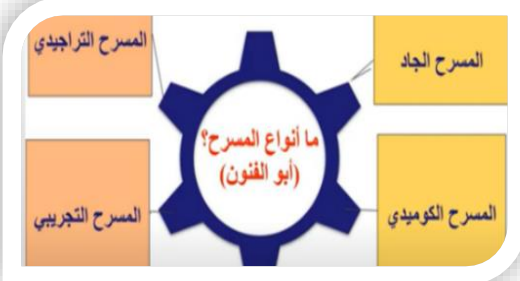 المسرح الجاد
المسرح التراجيدي
ما أنواع المسرح؟
(أبو الفنون)
المسرح الكوميدي
المسرح التجريبي